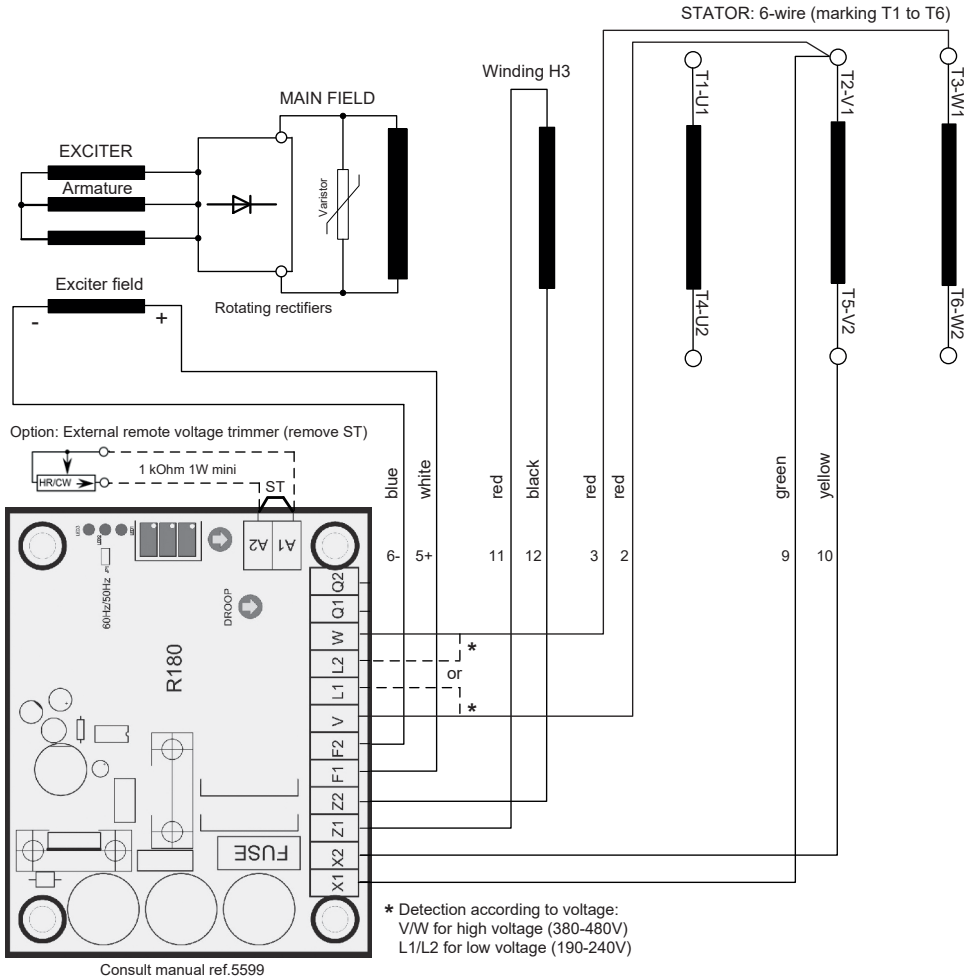 STATOR: 6-wire (marking T1 to T6)
Winding H3
MAIN FIELD
EXCITER
Armature
Varistor
T1-U1
T2-V1
T3-W1
T4-U2
T5-V2
T6-W2
Exciter field
- +
Rotating rectifiers
Option: External remote voltage trimmer (remove ST)
HR/CW
1 kOhm 1W mini
ST
blue
white
red
black
red
red
green
yellow
6- 5+ 11 12 3 2 9 10
A2 A1
60Hz/50Hz
DROOP
R180
Q2
Q1
W
L2
L1
V
F2
F1
Z2
Z1
X2
X1
*
or
*
FUSE
* Detection according to voltage:
V/W for high voltage (380-480V)
L1/L2 for low voltage (190-240V)
Consult manual ref.5599